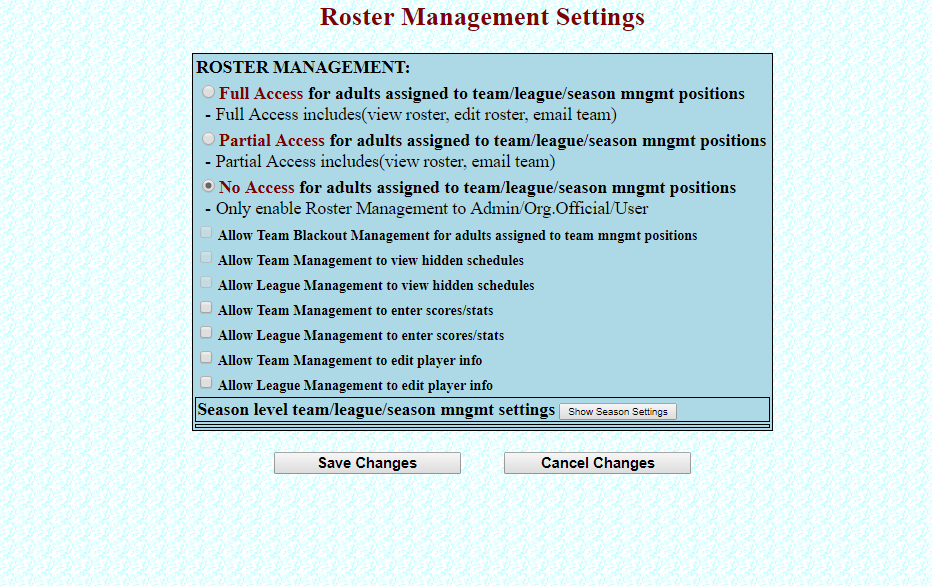 Roster Management Settings
ROSTER MANAGEMENT:
Full Access for adults assigned to team/league/season mngmt positions
- Full Access includes(view roster, edit roster, email team)
Partial Access for adults assigned to team/league/season mngmt positions
- Partial Access includes(view roster, email team)
No Access for adults assigned to team/league/season mngmt positions
- Only enable Roster Management to Admin/Org.Official/User
Allow Team Blackout Management for adults assigned to team mngmt positions
Allow Team Management to view hidden schedules
Allow League Management to view hidden schedules
Allow Team Management to enter scores/stats
Allow League Management to enter scores/stats
Allow Team Management to edit player info
Allow League Management to edit player info
Season level team/league/season mngmt settings Show Season Settings
Save Changes Cancel Changes